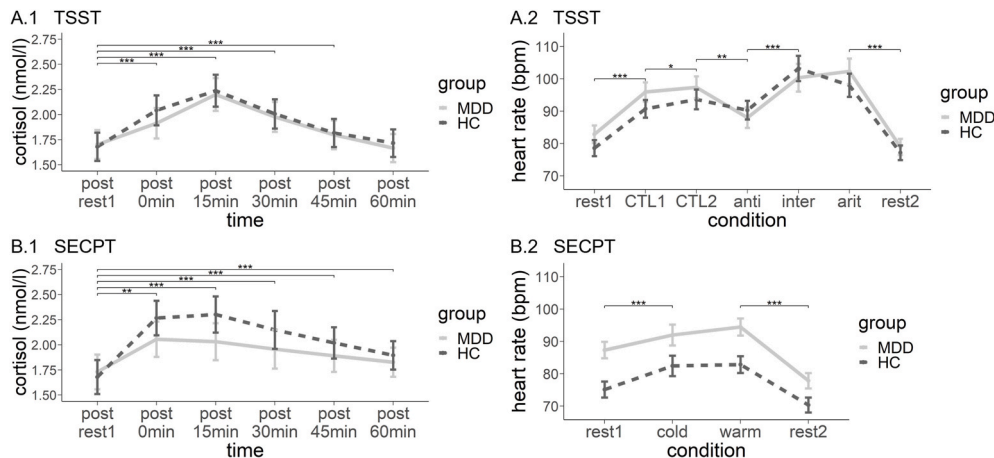 A.1 TSST
2.75
2.50
2.25
2.00
1.75
1.50
cortisol (nmol/l)
***
***
***
***
group
MDD
HC
post rest1
post 0min
post 15min
post 30min
post 45min
post 60min
time
A.2 TSST
110
100
90
80
70
heart rate (bpm)
***
*
**
***
***
group
MDD
HC
rest1 CTL1 CTL2 anti inter arit rest2
condition
B.1 SECPT
2.75
2.50
2.25
2.00
1.75
1.50
cortisol (nmol/l)
***
***
***
***
**
group
MDD
HC
post rest1
post 0min
post 15min
post 30min
post 45min
post 60min
time
B.2 SECPT
110
100
90
80
70
heart rate (bpm)
***
***
group
MDD
HC
rest1 cold warm rest2
condition